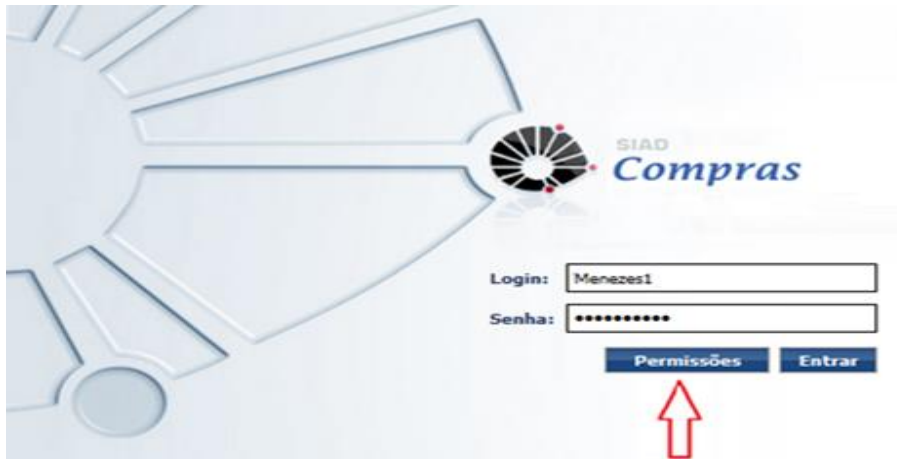 SIAD
Compras
Login: Menezes1
Senha: ••••••••••
Permissões Entrar